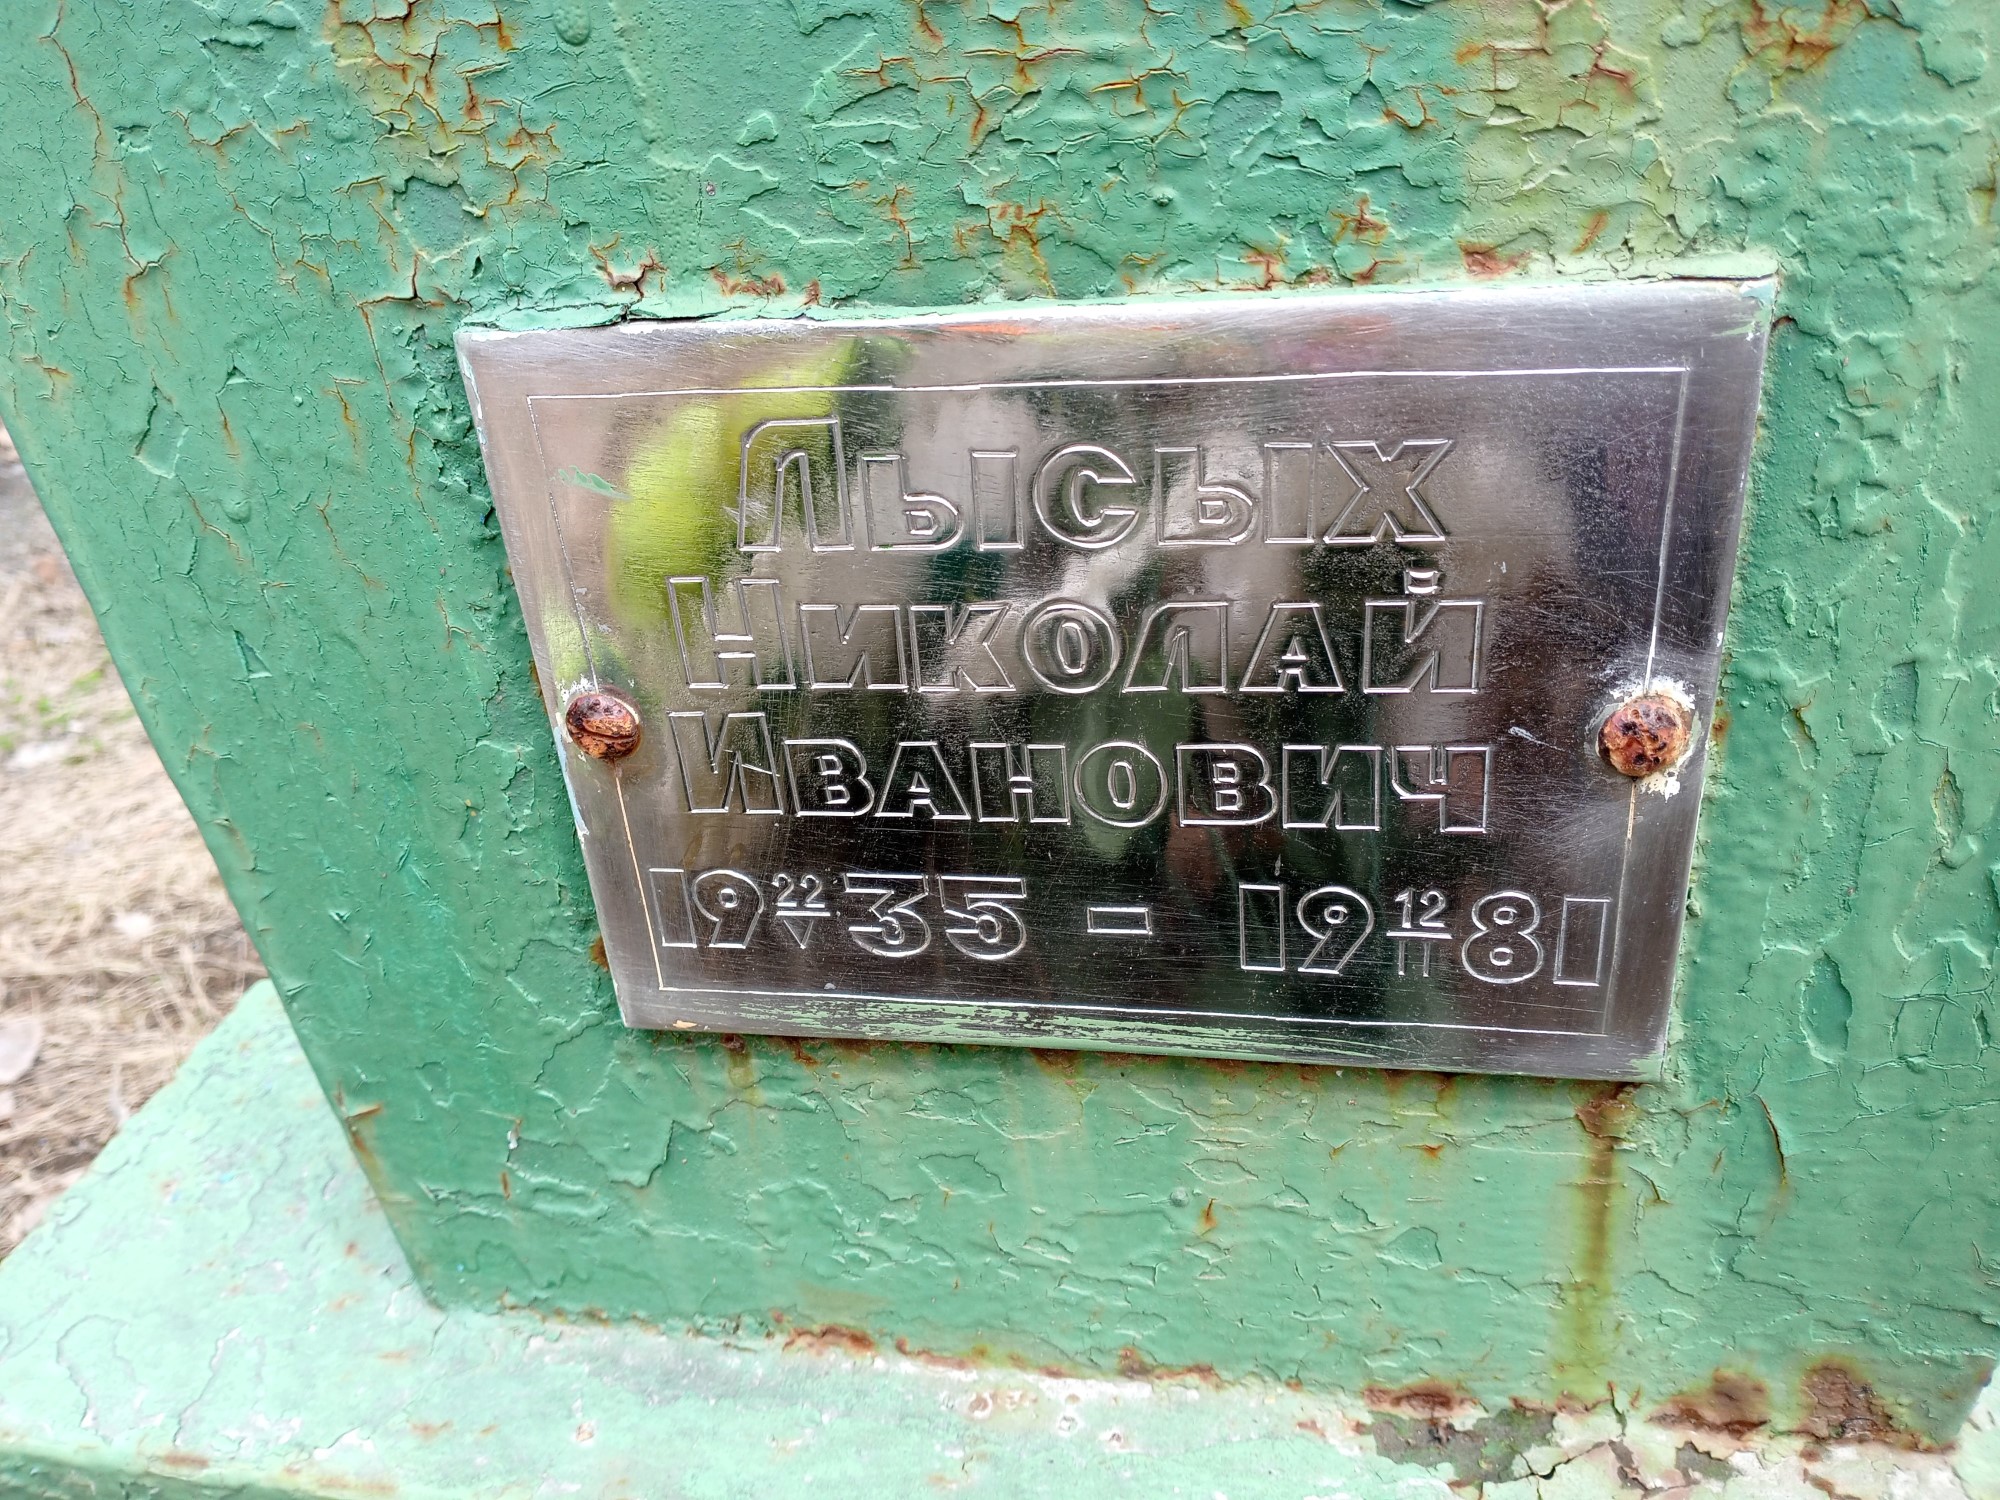 Лысых
Николай
Иванович
19 22/V 35 - 19 12/II 81